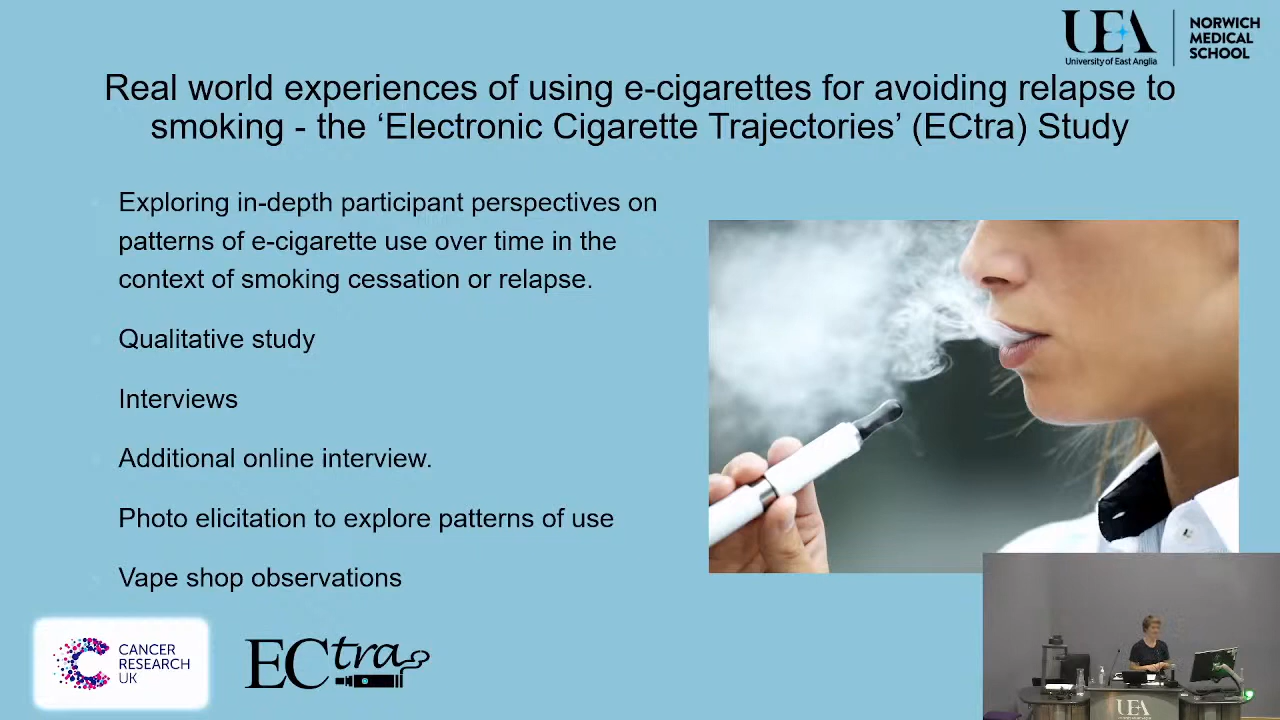 UEA
University of East Anglia
NORWICH
MEDICAL
SCHOOL
Real world experiences of using e-cigarettes for avoiding relapse to
smoking - the ‘Electronic Cigarette Trajectories’ (ECtra) Study
Exploring in-depth participant perspectives on
patterns of e-cigarette use over time in the
context of smoking cessation or relapse.
Qualitative study
Interviews
Additional online interview.
Photo elicitation to explore patterns of use
Vape shop observations
CANCER
RESEARCH
UK
ECtra
UEA